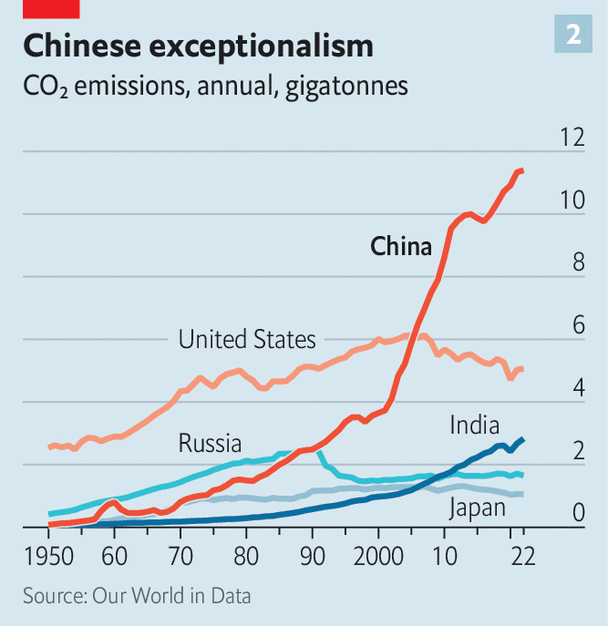 2
Chinese exceptionalism
CO₂ emissions, annual, gigatonnes
12
10
China
8
United States
6
4
India
Russia
2
Japan
0
1950 60 70 80 90 2000 10 22
Source: Our World in Data